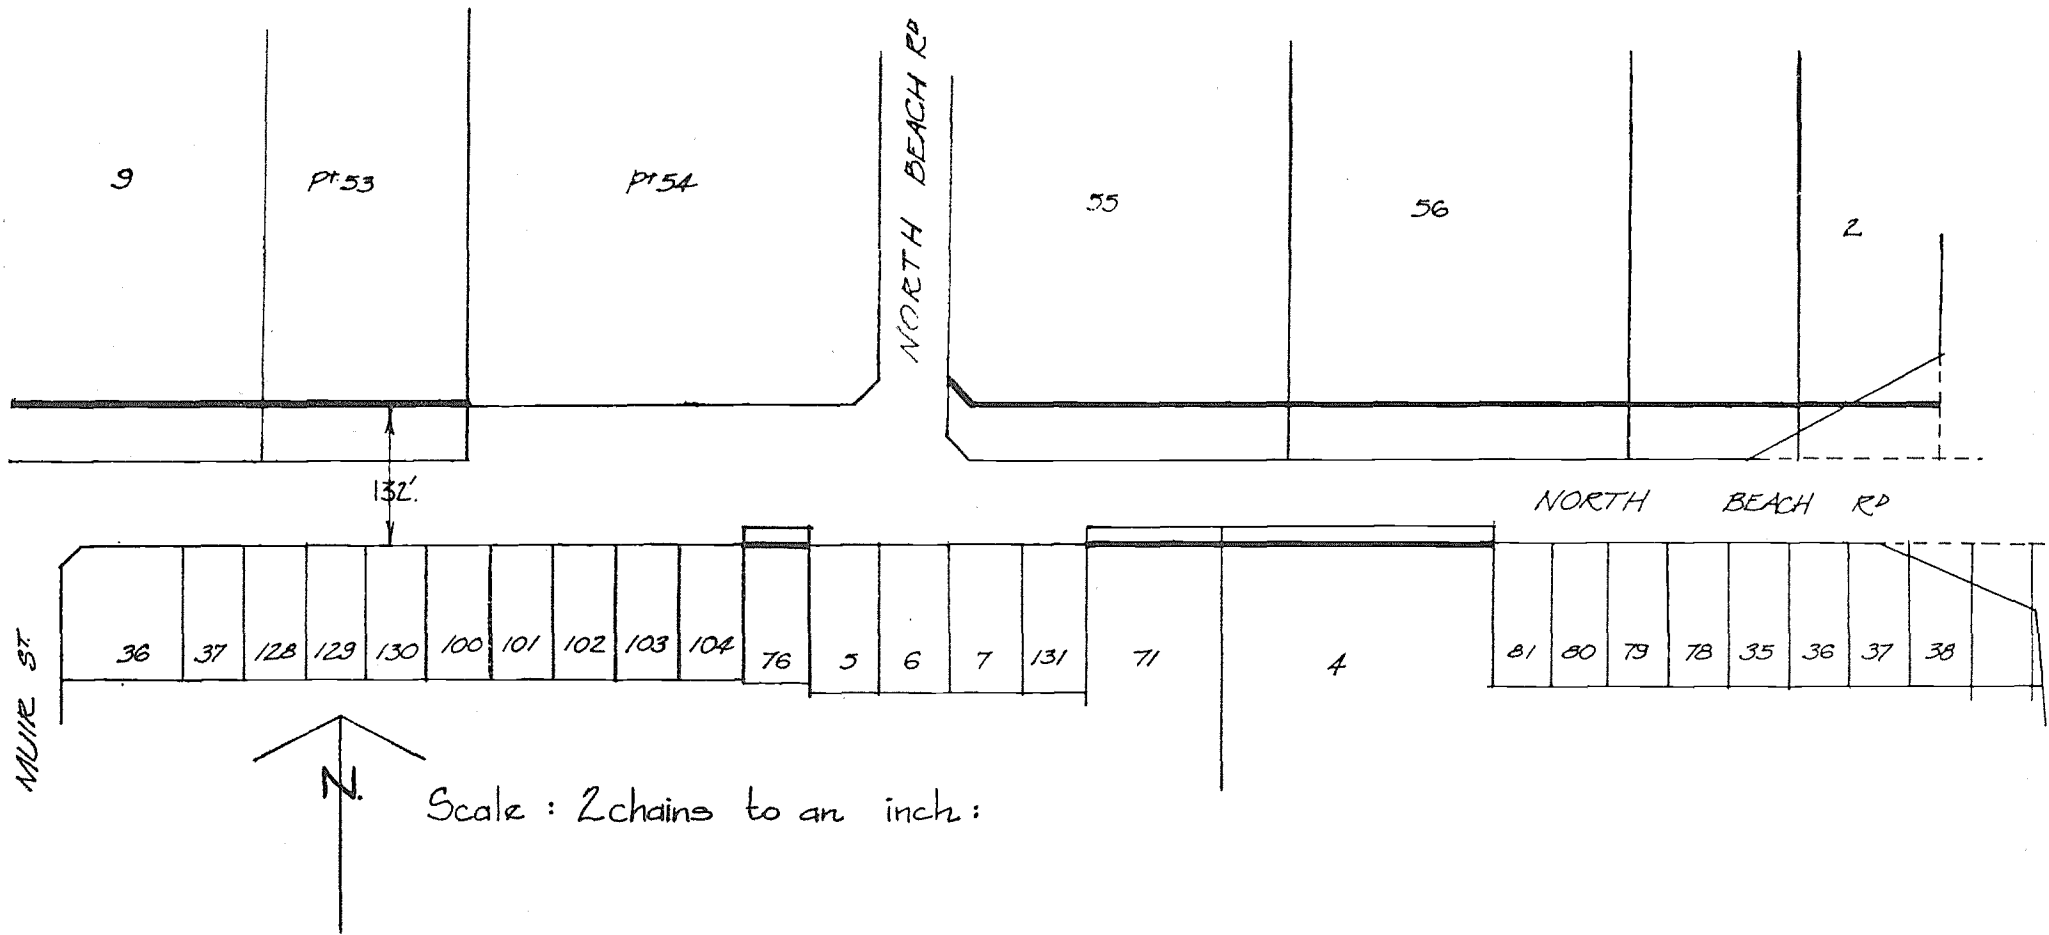 9
Pt 53
Pt 54
NORTH BEACH RD
55
56
2
132'.
NORTH BEACH RD
36 37 128 129 130 100 101 102 103 104 76 5 6 7 131 71 4 81 80 79 78 35 36 37 38
MUIR ST.
N.
Scale : 2 chains to an inch :